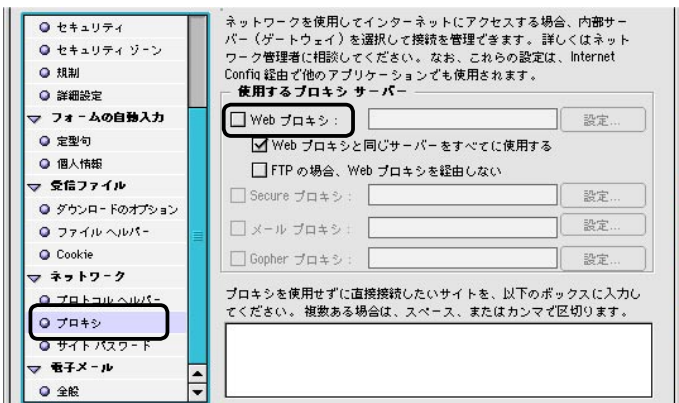 セキュリティ
セキュリティ ゾーン
規制
詳細設定
フォームの自動入力
定型句
個人情報
受信ファイル
ダウンロードのオプション
ファイル ヘルパー
Cookie
ネットワーク
プロトコル ヘルパー
プロキシ
サイト パスワード
電子メール
全般
ネットワークを使用してインターネットにアクセスする場合、内部サー
バー（ゲートウェイ）を選択して接続を管理できます。詳しくはネット
ワーク管理者に相談してください。なお、これらの設定は、Internet
Config 経由で他のアプリケーションでも使用されます。
使用するプロキシ サーバー
Web プロキシ： 設定...
Web プロキシと同じサーバーをすべてに使用する
FTP の場合、Web プロキシを経由しない
Secure プロキシ： 設定...
メール プロキシ： 設定...
Gopher プロキシ： 設定...
プロキシを使用せずに直接接続したいサイトを、以下のボックスに入力し
てください。複数ある場合は、スペース、またはカンマで区切ります。